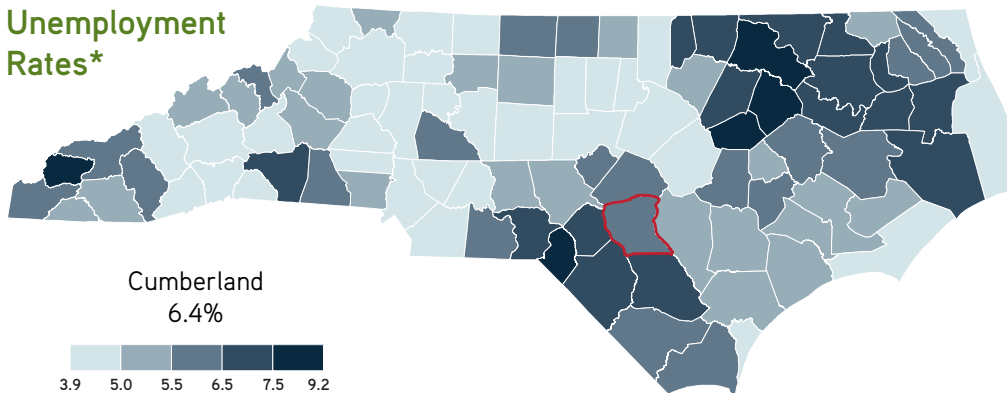 Unemployment
Rates*
Cumberland
6.4%
3.9 5.0 5.5 6.5 7.5 9.2